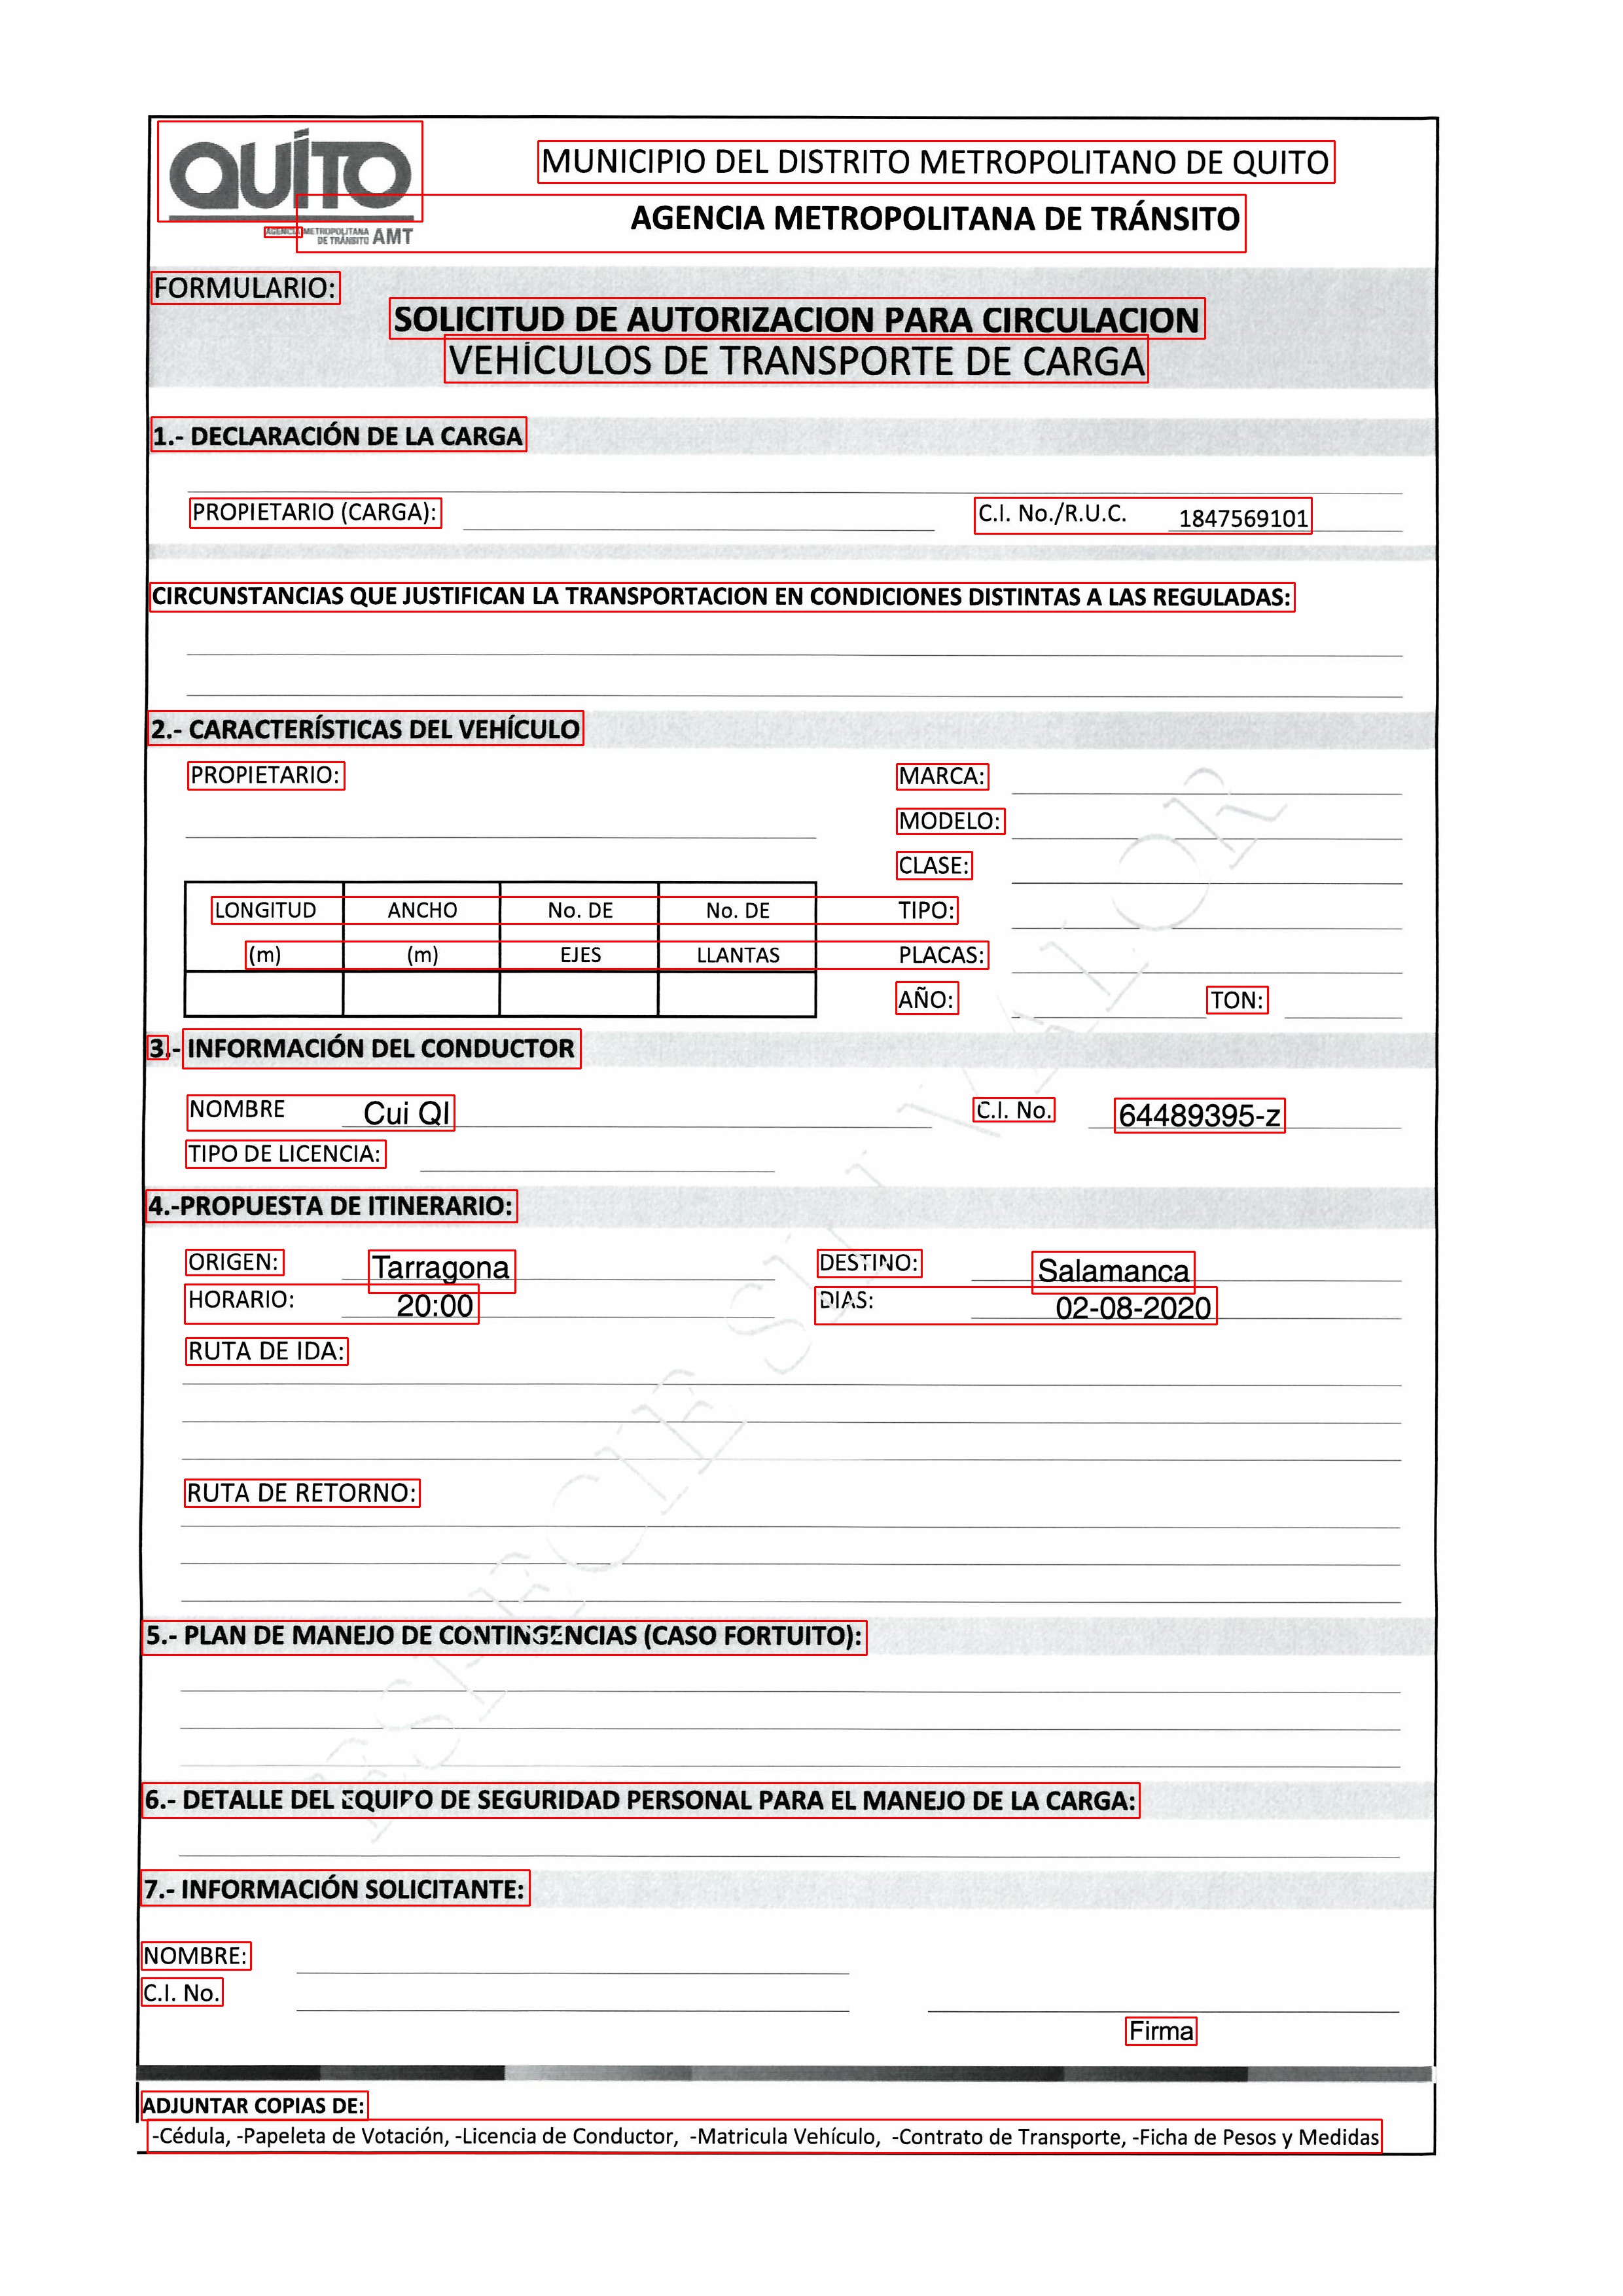 QUITO
AGENCIA METROPOLITANA
DE TRÁNSITO AMT
MUNICIPIO DEL DISTRITO METROPOLITANO DE QUITO
AGENCIA METROPOLITANA DE TRÁNSITO
FORMULARIO:
SOLICITUD DE AUTORIZACION PARA CIRCULACION
VEHÍCULOS DE TRANSPORTE DE CARGA
1.- DECLARACIÓN DE LA CARGA
PROPIETARIO (CARGA): C.I. No./R.U.C. 1847569101
CIRCUNSTANCIAS QUE JUSTIFICAN LA TRANSPORTACION EN CONDICIONES DISTINTAS A LAS REGULADAS:
2.- CARACTERÍSTICAS DEL VEHÍCULO
PROPIETARIO: MARCA:
MODELO:
CLASE:
LONGITUD ANCHO No. DE No. DE TIPO:
(m) (m) EJES LLANTAS PLACAS:
AÑO: TON:
3.- INFORMACIÓN DEL CONDUCTOR
NOMBRE Cui QI C.I. No. 64489395-z
TIPO DE LICENCIA:
4.-PROPUESTA DE ITINERARIO:
ORIGEN: Tarragona DESTINO: Salamanca
HORARIO: 20:00 DIAS: 02-08-2020
RUTA DE IDA:
RUTA DE RETORNO:
5.- PLAN DE MANEJO DE CONTINGENCIAS (CASO FORTUITO):
6.- DETALLE DEL EQUIPO DE SEGURIDAD PERSONAL PARA EL MANEJO DE LA CARGA:
7.- INFORMACIÓN SOLICITANTE:
NOMBRE:
C.I. No.
Firma
ADJUNTAR COPIAS DE:
-Cédula, -Papeleta de Votación, -Licencia de Conductor, -Matricula Vehículo, -Contrato de Transporte, -Ficha de Pesos y Medidas
ESPECIE SIN VALOR